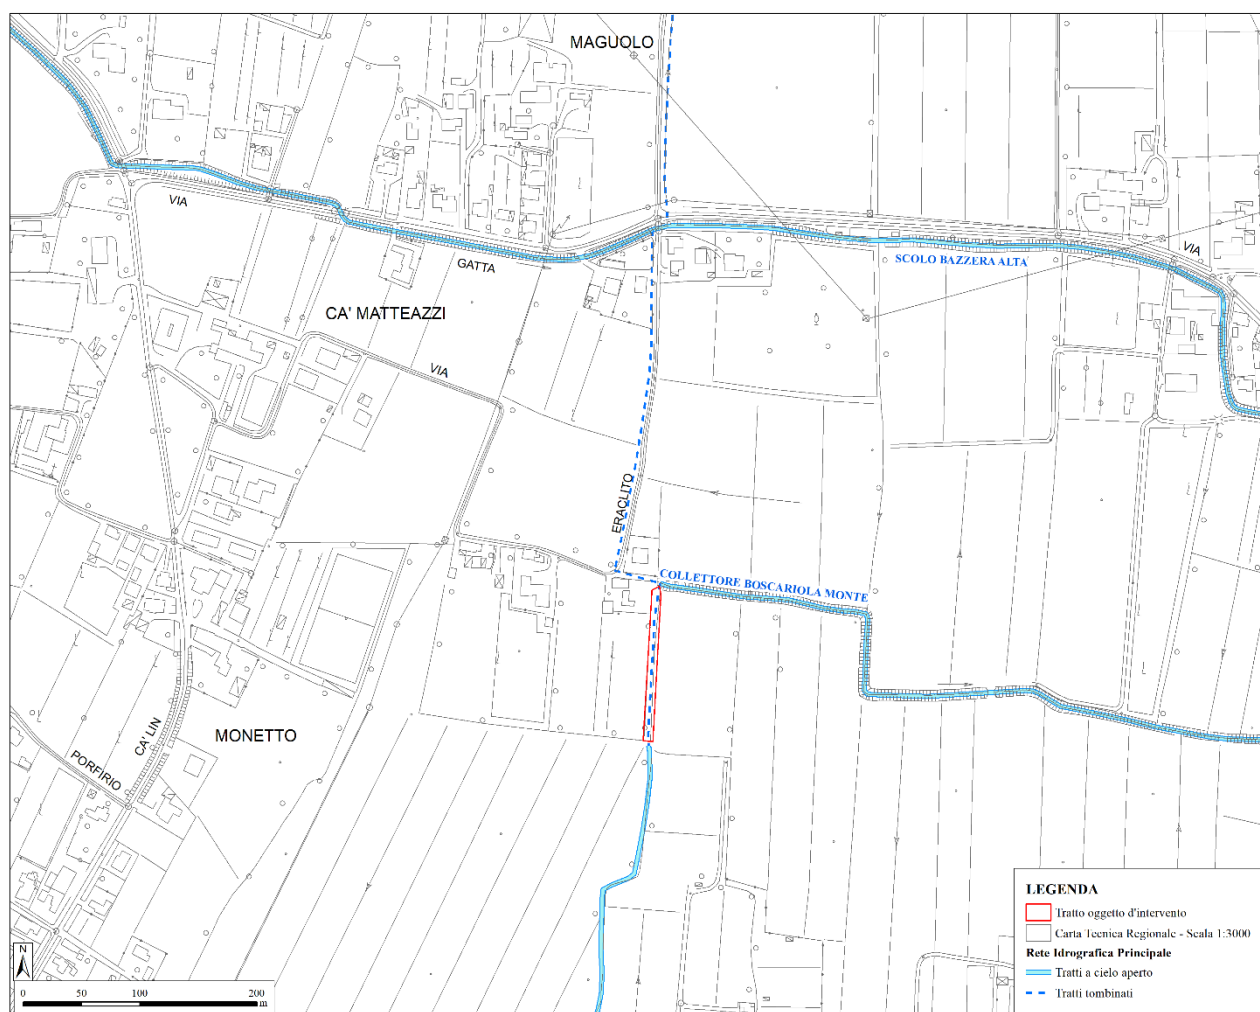 MAGUOLO
VIA
GATTA
VIA
SCOLO BAZZERA ALTA
CA' MATTEAZZI
VIA
ERACLITO
COLLETTORE BOSCARIOLA MONTE
CA' LIN
MONETTO
PORFIRIO
LEGENDA
Tratto oggetto d'intervento
Carta Tecnica Regionale - Scala 1:3000
Rete Idrografica Principale
Tratti a cielo aperto
Tratti tombinati
N
0 50 100 200
m